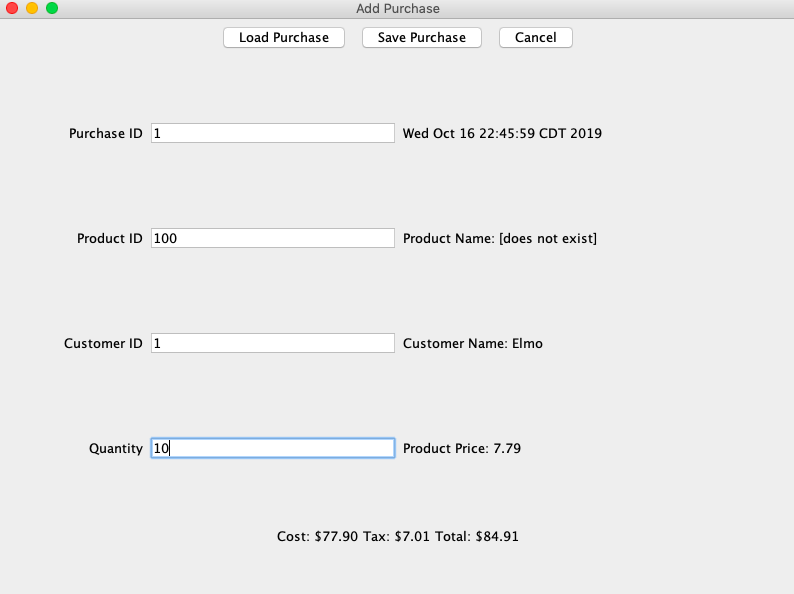 Add Purchase
Load Purchase Save Purchase Cancel
Purchase ID 1 Wed Oct 16 22:45:59 CDT 2019
Product ID 100 Product Name: [does not exist]
Customer ID 1 Customer Name: Elmo
Quantity 10 Product Price: 7.79
Cost: $77.90 Tax: $7.01 Total: $84.91